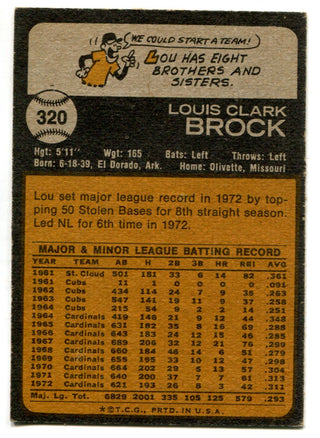 WE COULD START A TEAM!
LOU HAS EIGHT
BROTHERS AND
SISTERS.
320
LOUIS CLARK
BROCK
Hgt: 5'11" Wgt: 165 Bats: Left Throws: Left
Born: 6-18-39, El Dorado, Ark. Home: Olivette, Missouri
Lou set major league record in 1972 by top-
ping 50 Stolen Bases for 8th straight season.
Led NL for 6th time in 1972.
MAJOR & MINOR LEAGUE BATTING RECORD
YEAR TEAM AB H 2B 3B HR RBI AVG
1961 St. Cloud 501 181 33 6 14 82 .361
1961 Cubs 11 1 0 0 0 0 .091
1962 Cubs 434 114 24 7 9 35 .263
1963 Cubs 547 141 19 11 9 37 .258
1964 Cubs 215 54 9 2 2 14 .251
1964 Cardinals 419 146 21 9 12 44 .348
1965 Cardinals 631 182 35 8 16 69 .288
1966 Cardinals 643 183 24 12 15 46 .285
1967 Cardinals 689 206 32 12 21 76 .299
1968 Cardinals 660 184 46 14 6 51 .279
1969 Cardinals 655 195 33 10 12 47 .298
1970 Cardinals 664 202 29 5 13 57 .304
1971 Cardinals 640 200 37 7 7 61 .313
1972 Cardinals 621 193 26 8 3 42 .311
Maj. Lg. Tot. 6829 2001 335 105 125 579 .293
*©T.C.G., PRTD. IN U.S.A.